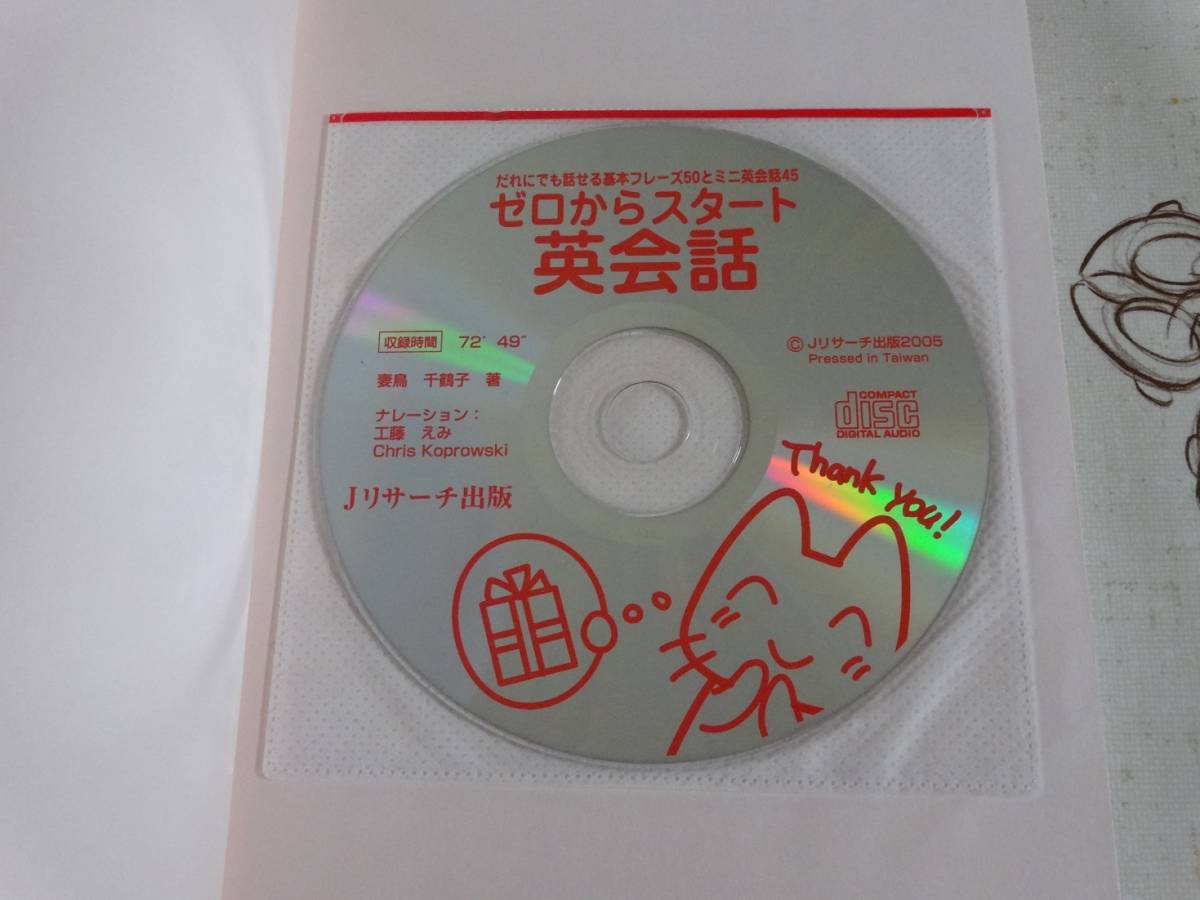 だれにでも話せる基本フレーズ50とミニ英会話45
ゼロからスタート
英会話
収録時間 72' 49"
妻鳥 千鶴子 著
ナレーション：
工藤 えみ
Chris Koprowski
Jリサーチ出版
© Jリサーチ出版2005
Pressed in Taiwan
COMPACT
disc
DIGITAL AUDIO
Thank you!